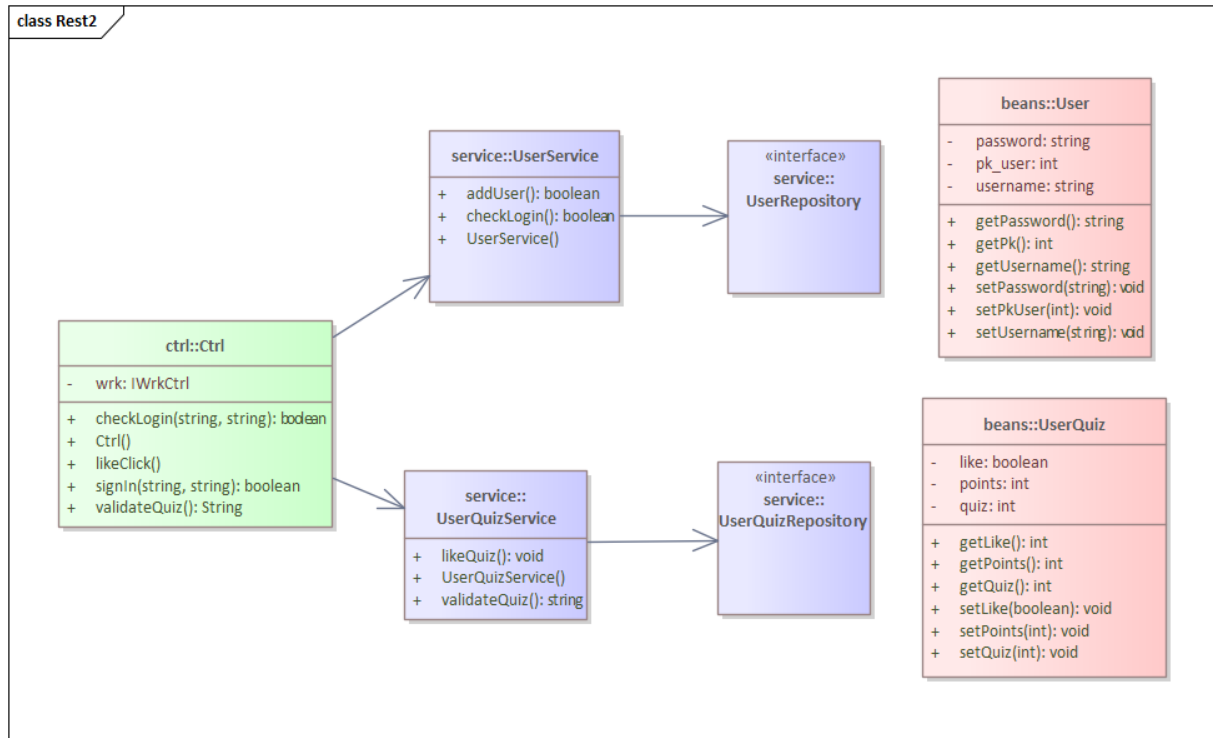 class Rest2
service::UserService
+ addUser(): boolean
+ checkLogin(): boolean
+ UserService()
«interface»
service::
UserRepository
beans::User
- password: string
- pk_user: int
- username: string
+ getPassword(): string
+ getPk(): int
+ getUsername(): string
+ setPassword(string): void
+ setPkUser(int): void
+ setUsername(string): void
ctrl::Ctrl
- wrk: IWrkCtrl
+ checkLogin(string, string): boolean
+ Ctrl()
+ likeClick()
+ signIn(string, string): boolean
+ validateQuiz(): String
service::
UserQuizService
+ likeQuiz(): void
+ UserQuizService()
+ validateQuiz(): string
«interface»
service::
UserQuizRepository
beans::UserQuiz
- like: boolean
- points: int
- quiz: int
+ getLike(): int
+ getPoints(): int
+ getQuiz(): int
+ setLike(boolean): void
+ setPoints(int): void
+ setQuiz(int): void